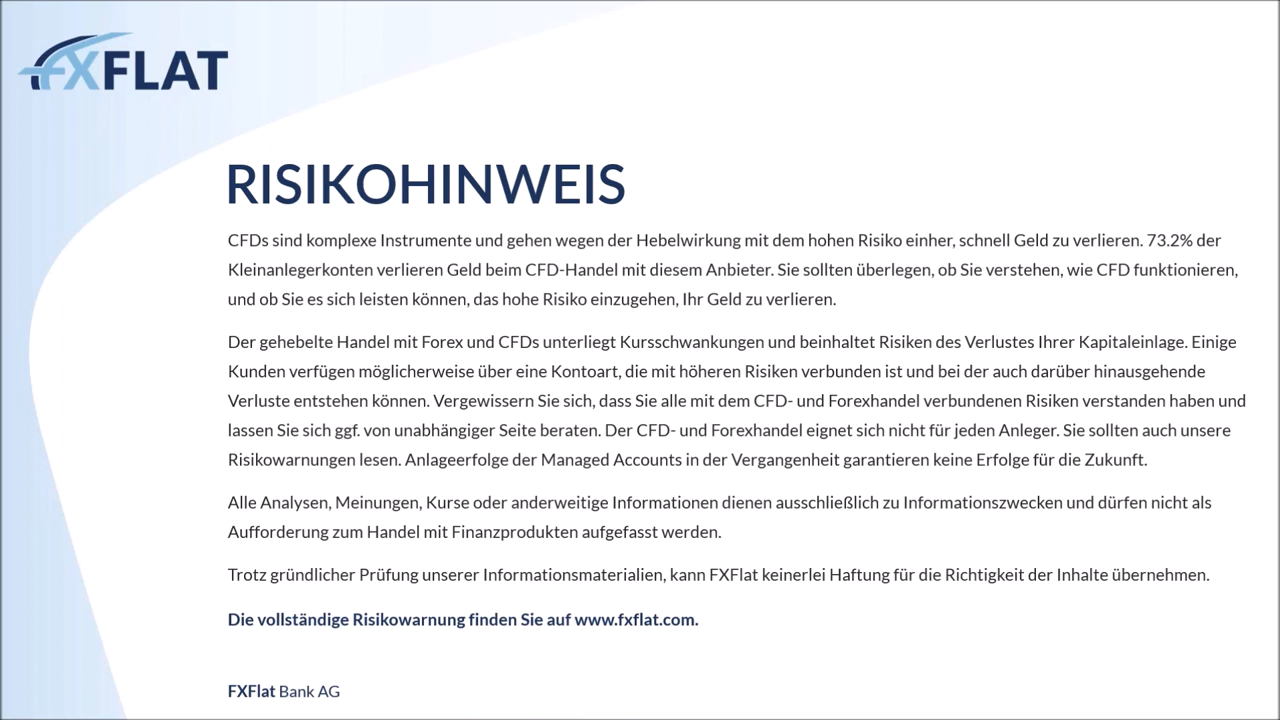 FXFLAT
RISIKOHINWEIS
CFDs sind komplexe Instrumente und gehen wegen der Hebelwirkung mit dem hohen Risiko einher, schnell Geld zu verlieren. 73.2% der
Kleinanlegerkonten verlieren Geld beim CFD-Handel mit diesem Anbieter. Sie sollten überlegen, ob Sie verstehen, wie CFD funktionieren,
und ob Sie es sich leisten können, das hohe Risiko einzugehen, Ihr Geld zu verlieren.
Der gehebelte Handel mit Forex und CFDs unterliegt Kursschwankungen und beinhaltet Risiken des Verlustes Ihrer Kapitaleinlage. Einige
Kunden verfügen möglicherweise über eine Kontoart, die mit höheren Risiken verbunden ist und bei der auch darüber hinausgehende
Verluste entstehen können. Vergewissern Sie sich, dass Sie alle mit dem CFD- und Forexhandel verbundenen Risiken verstanden haben und
lassen Sie sich ggf. von unabhängiger Seite beraten. Der CFD- und Forexhandel eignet sich nicht für jeden Anleger. Sie sollten auch unsere
Risikowarnungen lesen. Anlageerfolge der Managed Accounts in der Vergangenheit garantieren keine Erfolge für die Zukunft.
Alle Analysen, Meinungen, Kurse oder anderweitige Informationen dienen ausschließlich zu Informationszwecken und dürfen nicht als
Aufforderung zum Handel mit Finanzprodukten aufgefasst werden.
Trotz gründlicher Prüfung unserer Informationsmaterialien, kann FXFlat keinerlei Haftung für die Richtigkeit der Inhalte übernehmen.
Die vollständige Risikowarnung finden Sie auf www.fxflat.com.
FXFlat Bank AG